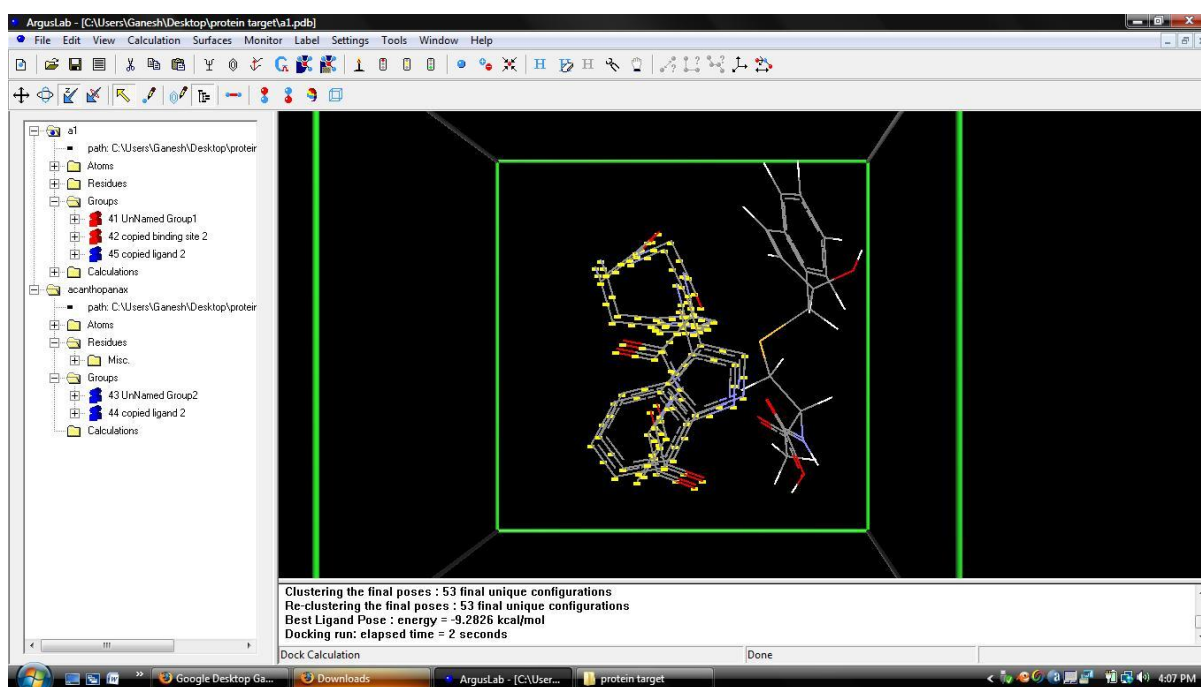 ArgusLab - [C:\Users\Ganesh\Desktop\protein target\a1.pdb]
File Edit View Calculation Surfaces Monitor Label Settings Tools Window Help
a1
path: C:\Users\Ganesh\Desktop\proteir
Atoms
Residues
Groups
41 UnNamed Group1
42 copied binding site 2
45 copied ligand 2
Calculations
acanthopanax
path: C:\Users\Ganesh\Desktop\proteir
Atoms
Residues
Misc.
Groups
43 UnNamed Group2
44 copied ligand 2
Calculations
Clustering the final poses : 53 final unique configurations
Re-clustering the final poses : 53 final unique configurations
Best Ligand Pose : energy = -9.2826 kcal/mol
Docking run: elapsed time = 2 seconds
Dock Calculation Done
Google Desktop Ga... Downloads ArgusLab - [C:\User... protein target 4:07 PM